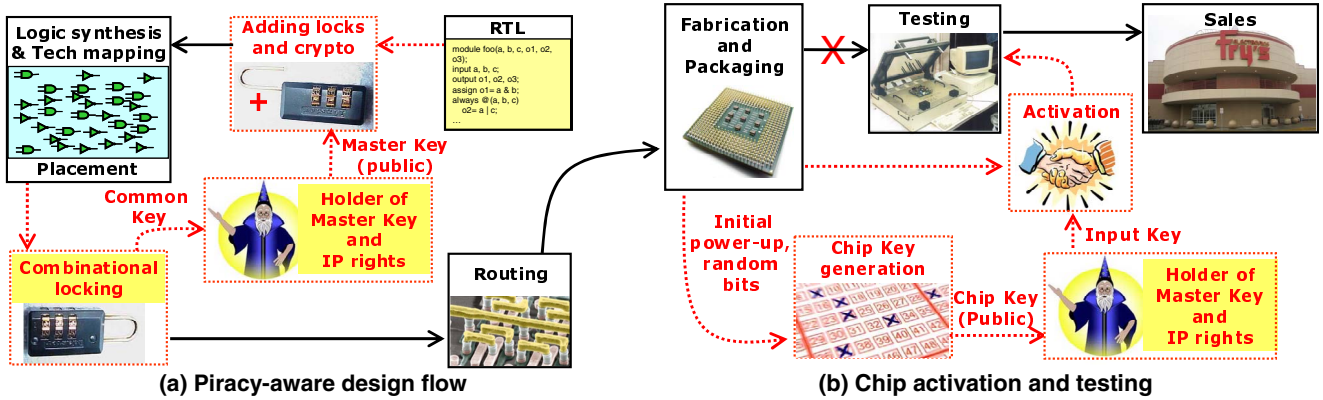 Logic synthesis
& Tech mapping
Placement
Adding locks
and crypto
+
RTL
module foo(a, b, c, o1, o2,
o3);
input a, b, c;
output o1, o2, o3;
assign o1= a & b;
always @(a, b, c)
o2= a | c;
...
Master Key
(public)
Common
Key
Holder of
Master Key
and
IP rights
Combinational
locking
Routing
(a) Piracy-aware design flow
Fabrication
and
Packaging
X
Testing
Sales
Fry's
Activation
Initial
power-up,
random
bits
Chip Key
generation
Chip Key
(Public)
Input Key
Holder of
Master Key
and
IP rights
(b) Chip activation and testing